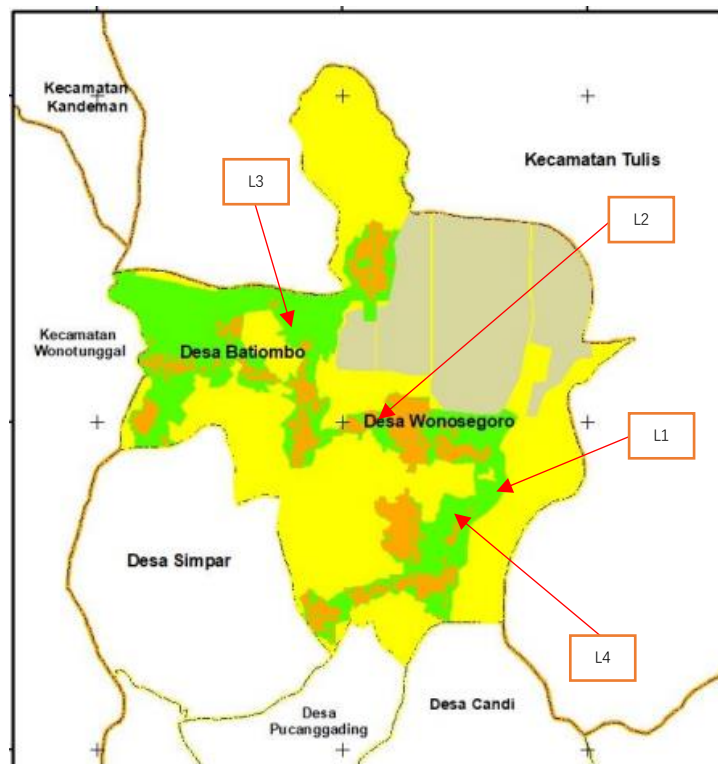 Kecamatan
Kandeman
Kecamatan Tulis
L3
L2
Kecamatan
Wonotunggal
Desa Batiombo
Desa Wonosegoro
L1
Desa Simpar
L4
Desa
Pucanggading
Desa Candi